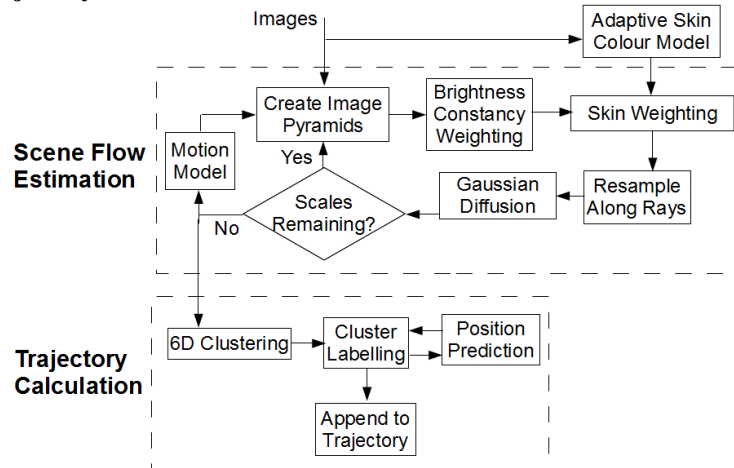 Images
Adaptive Skin
Colour Model
Create Image
Pyramids
Brightness
Constancy
Weighting
Skin Weighting
Scene Flow
Estimation
Motion
Model
Yes
Scales
Remaining?
No
Gaussian
Diffusion
Resample
Along Rays
Trajectory
Calculation
6D Clustering
Cluster
Labelling
Position
Prediction
Append to
Trajectory